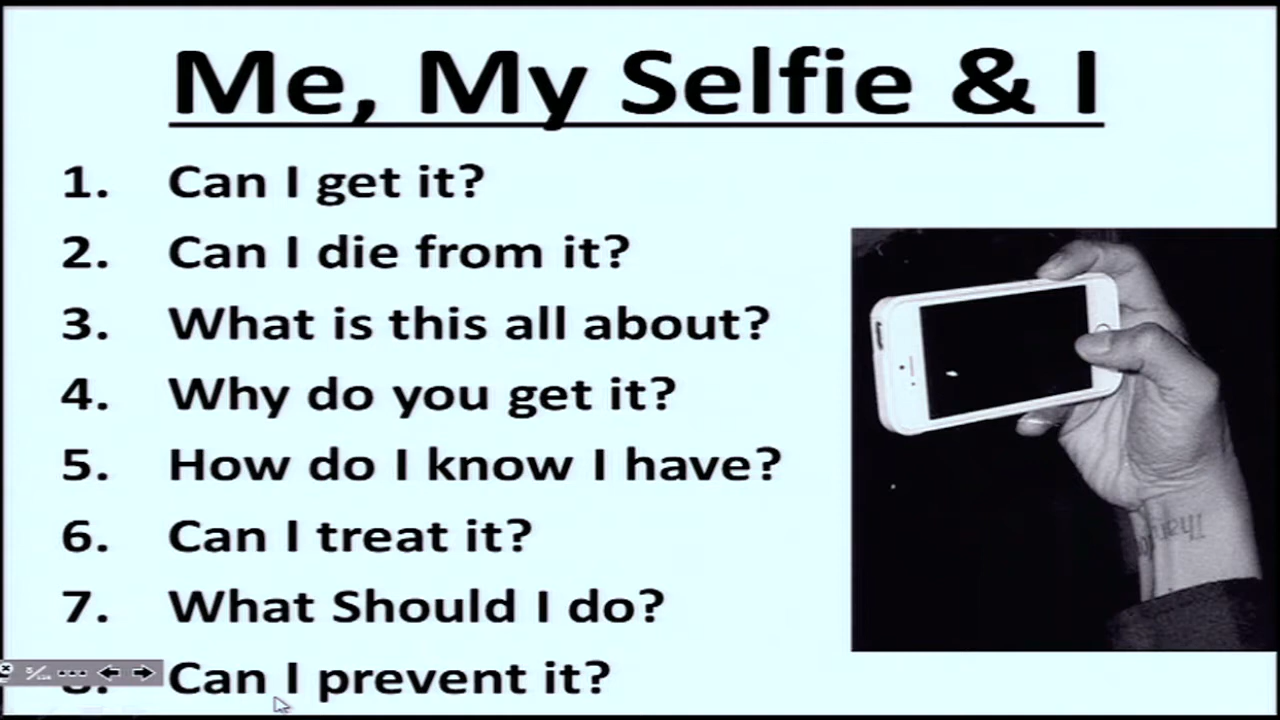 Me, My Selfie & I
1. Can I get it?
2. Can I die from it?
3. What is this all about?
4. Why do you get it?
5. How do I know I have?
6. Can I treat it?
7. What Should I do?
8. Can I prevent it?